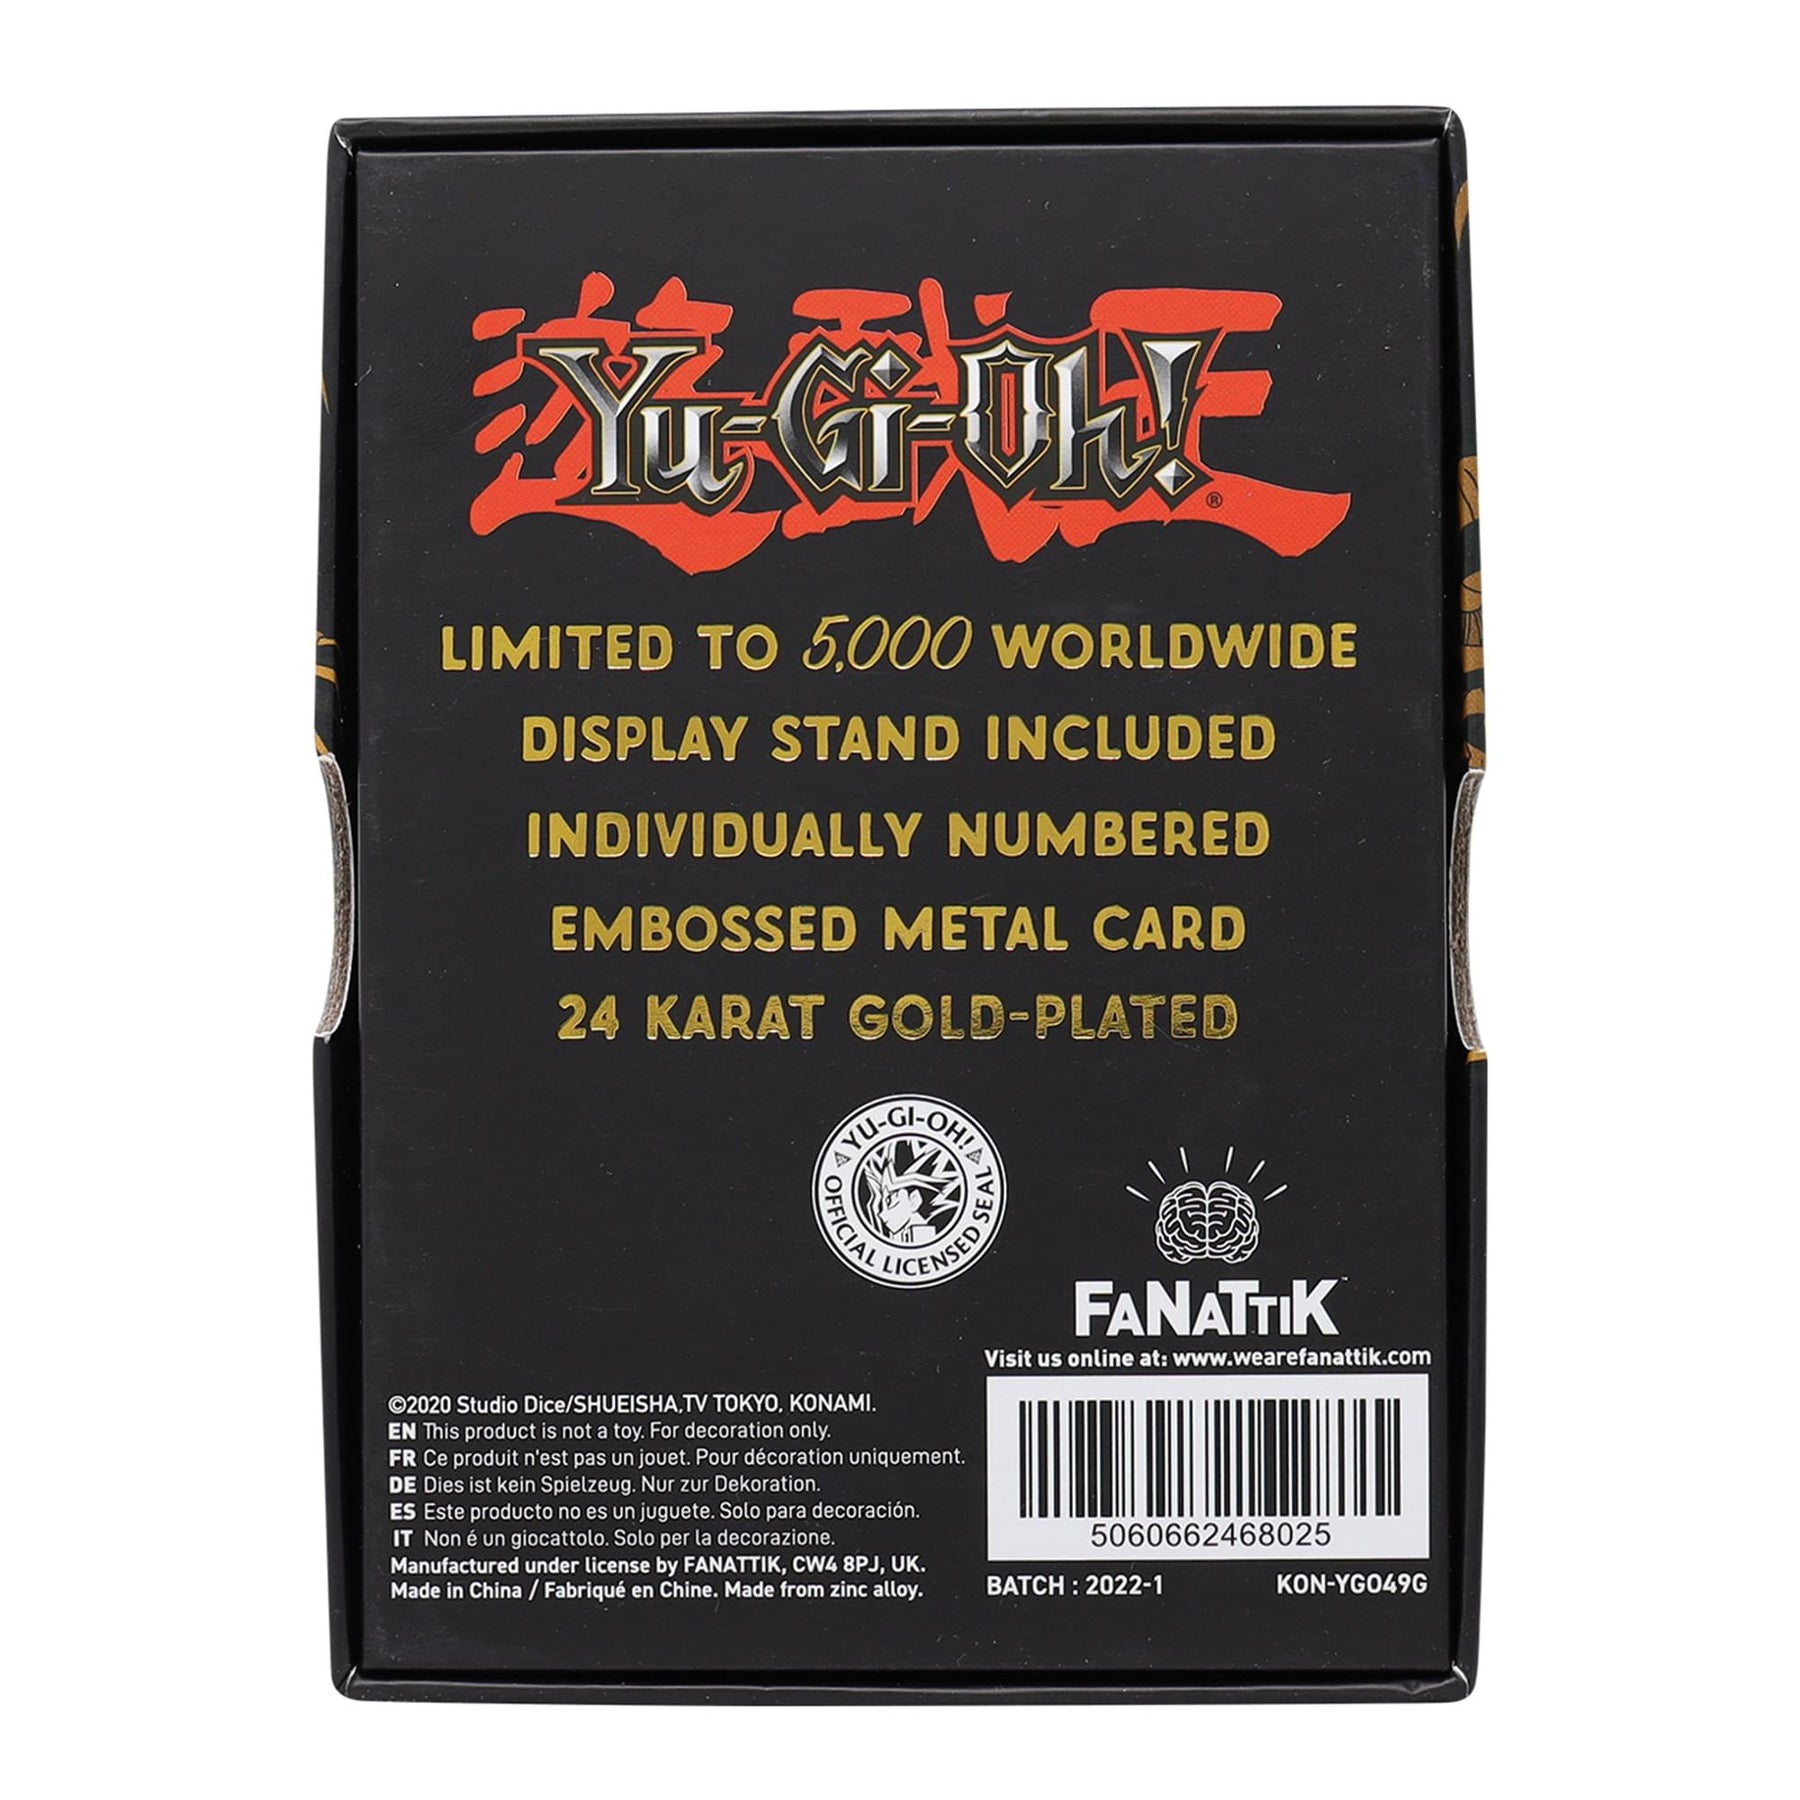 遊戯王
Yu-Gi-Oh!®
LIMITED TO 5,000 WORLDWIDE
DISPLAY STAND INCLUDED
INDIVIDUALLY NUMBERED
EMBOSSED METAL CARD
24 KARAT GOLD-PLATED
YU-GI-OH!
OFFICIAL LICENSED SEAL
FANATTIK™
Visit us online at: www.wearefanattik.com
©2020 Studio Dice/SHUEISHA,TV TOKYO, KONAMI.
EN This product is not a toy. For decoration only.
FR Ce produit n'est pas un jouet. Pour décoration uniquement.
DE Dies ist kein Spielzeug. Nur zur Dekoration.
ES Este producto no es un juguete. Solo para decoración.
IT Non é un giocattolo. Solo per la decorazione.
Manufactured under license by FANATTIK, CW4 8PJ, UK.
Made in China / Fabriqué en Chine. Made from zinc alloy.
5060662468025
BATCH : 2022-1 KON-YGO49G